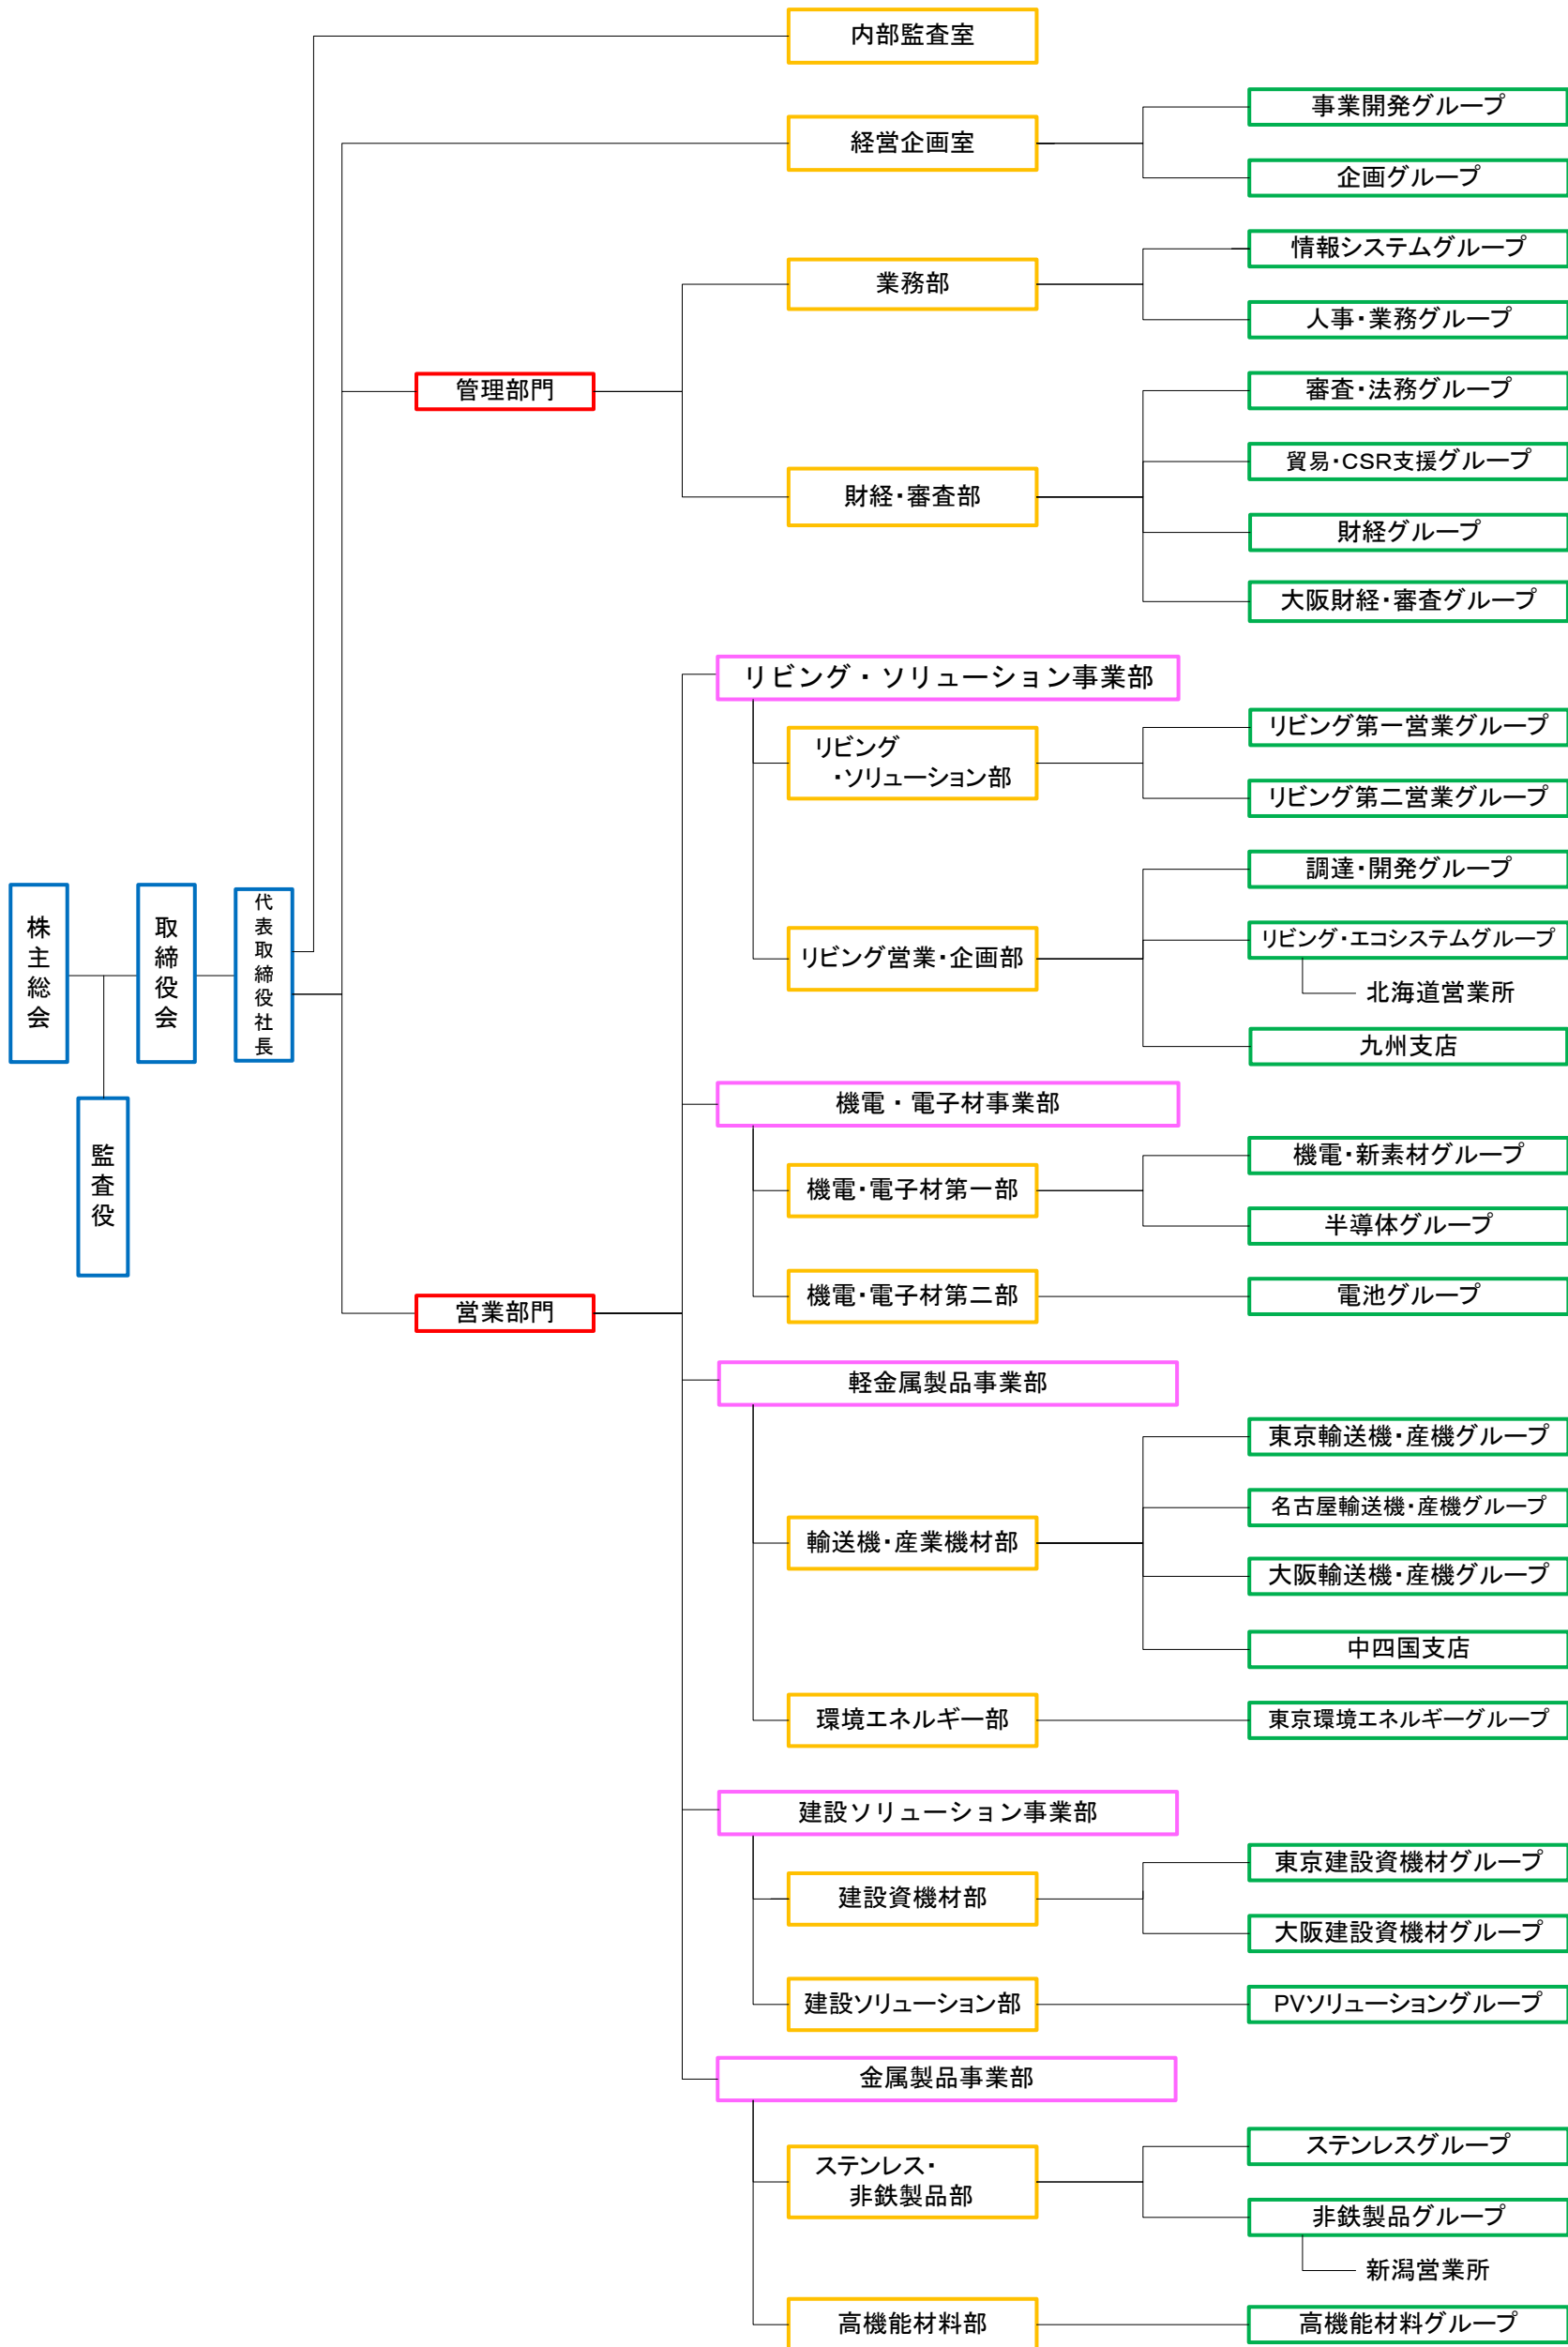 内部監査室
経営企画室
事業開発グループ
企画グループ
業務部
情報システムグループ
人事・業務グループ
管理部門
財経・審査部
審査・法務グループ
貿易・CSR支援グループ
財経グループ
大阪財経・審査グループ
リビング・ソリューション事業部
リビング
・ソリューション部
リビング第一営業グループ
リビング第二営業グループ
株主総会
取締役会
代表取締役社長
監査役
リビング営業・企画部
調達・開発グループ
リビング・エコシステムグループ
北海道営業所
九州支店
機電・電子材事業部
機電・電子材第一部
機電・新素材グループ
半導体グループ
機電・電子材第二部
電池グループ
営業部門
軽金属製品事業部
輸送機・産業機材部
東京輸送機・産機グループ
名古屋輸送機・産機グループ
大阪輸送機・産機グループ
中四国支店
環境エネルギー部
東京環境エネルギーグループ
建設ソリューション事業部
建設資機材部
東京建設資機材グループ
大阪建設資機材グループ
建設ソリューション部
PVソリューショングループ
金属製品事業部
ステンレス・
非鉄製品部
ステンレスグループ
非鉄製品グループ
新潟営業所
高機能材料部
高機能材料グループ